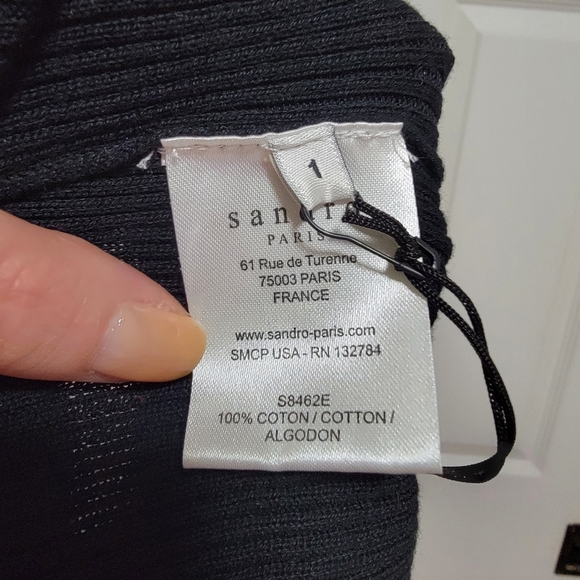 1
sandro
PARIS
61 Rue de Turenne
75003 PARIS
FRANCE
www.sandro-paris.com
SMCP USA - RN 132784
S8462E
100% COTON / COTTON /
ALGODON